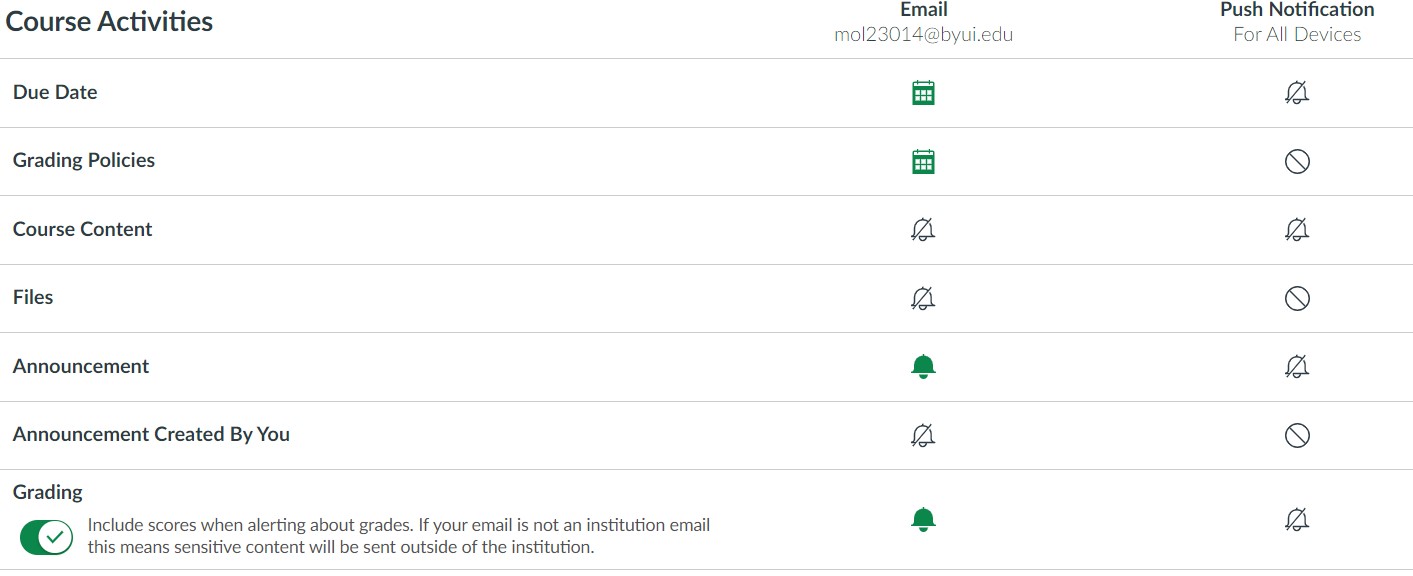 Course Activities
Email
mol23014@byui.edu
Push Notification
For All Devices
Due Date
Grading Policies
Course Content
Files
Announcement
Announcement Created By You
Grading
Include scores when alerting about grades. If your email is not an institution email
this means sensitive content will be sent outside of the institution.